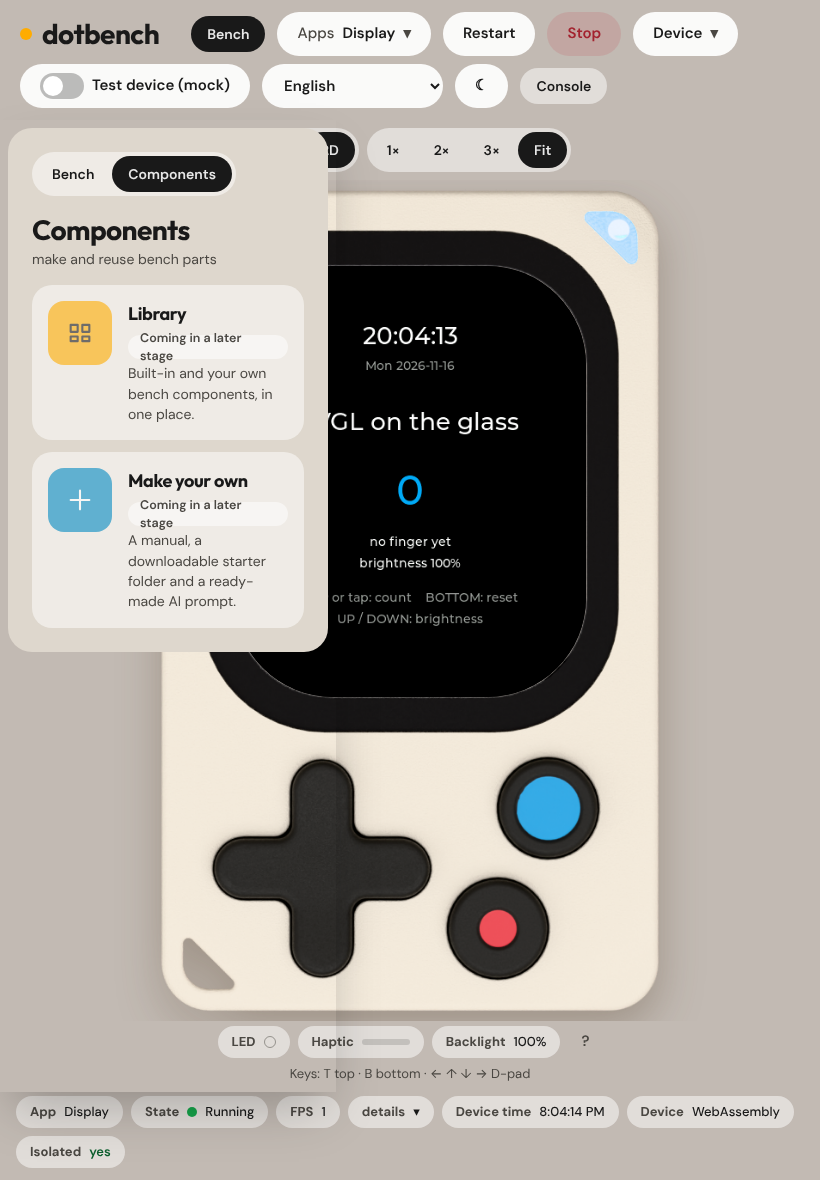 dotbench
Bench
Apps Display ▾
Restart
Stop
Device ▾
Test device (mock)
English
Console
1×
2×
3×
Fit
Bench
Components
Components
make and reuse bench parts
Library
Coming in a later
stage
Built-in and your own
bench components, in
one place.
Make your own
Coming in a later
stage
A manual, a
downloadable starter
folder and a ready-
made AI prompt.
20:04:13
Mon 2026-11-16
GL on the glass
0
no finger yet
brightness 100%
or tap: count BOTTOM: reset
UP / DOWN: brightness
LED
Haptic
Backlight 100%
?
Keys: T top · B bottom · ← ↑ ↓ → D-pad
App Display
State Running
FPS 1
details ▾
Device time 8:04:14 PM
Device WebAssembly
Isolated yes